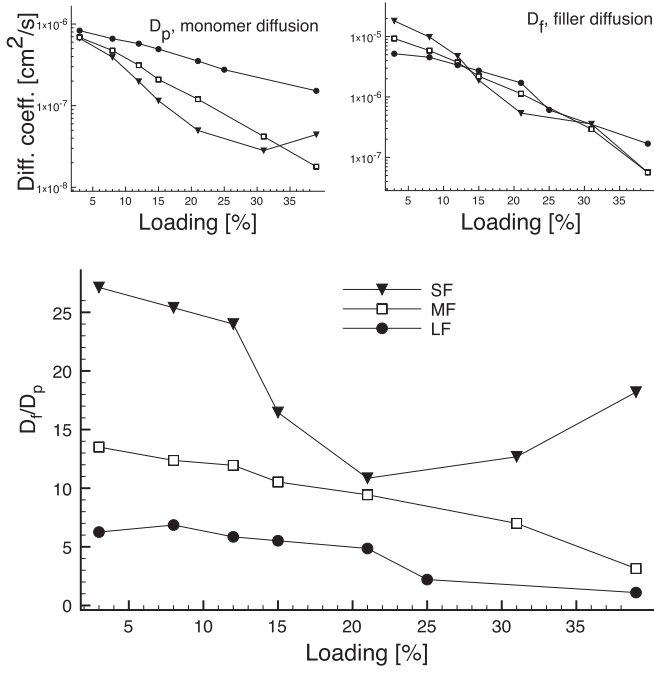 Dp, monomer diffusion
Diff. coeff. [cm2/s]
1x10-6
1x10-7
1x10-8
5 10 15 20 25 30 35
Loading [%]
Df, filler diffusion
1x10-5
1x10-6
1x10-7
5 10 15 20 25 30 35
Loading [%]
SF
MF
LF
Df/Dp
25
20
15
10
5
0
5 10 15 20 25 30 35
Loading [%]